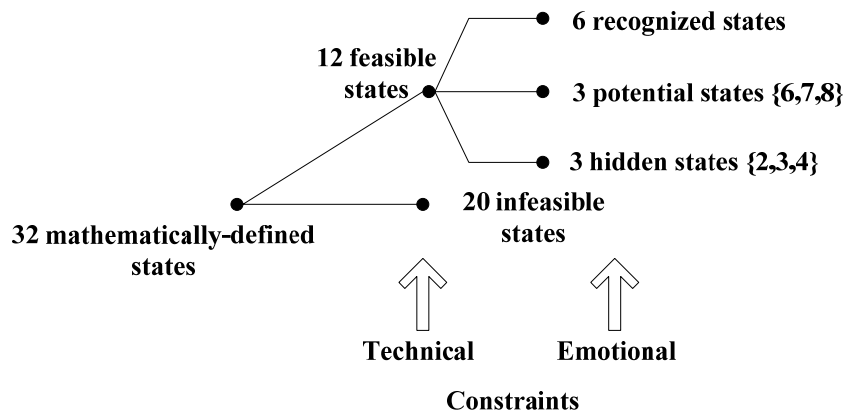 6 recognized states
12 feasible
states
3 potential states {6,7,8}
3 hidden states {2,3,4}
20 infeasible
states
32 mathematically-defined
states
Technical
Emotional
Constraints